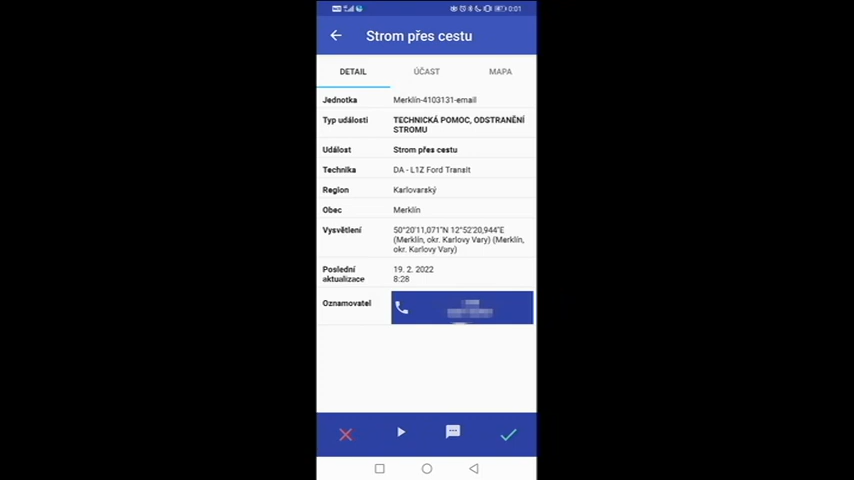 0:01
Strom přes cestu
DETAIL
ÚČAST
MAPA
Jednotka
Merklín-4103131-email
Typ události
TECHNICKÁ POMOC, ODSTRANĚNÍ
STROMU
Událost
Strom přes cestu
Technika
DA - L1Z Ford Transit
Region
Karlovarský
Obec
Merklín
Vysvětlení
50°20'11,071"N 12°52'20,944"E
(Merklín, okr. Karlovy Vary) (Merklín,
okr. Karlovy Vary)
Poslední
aktualizace
19. 2. 2022
8:28
Oznamovatel